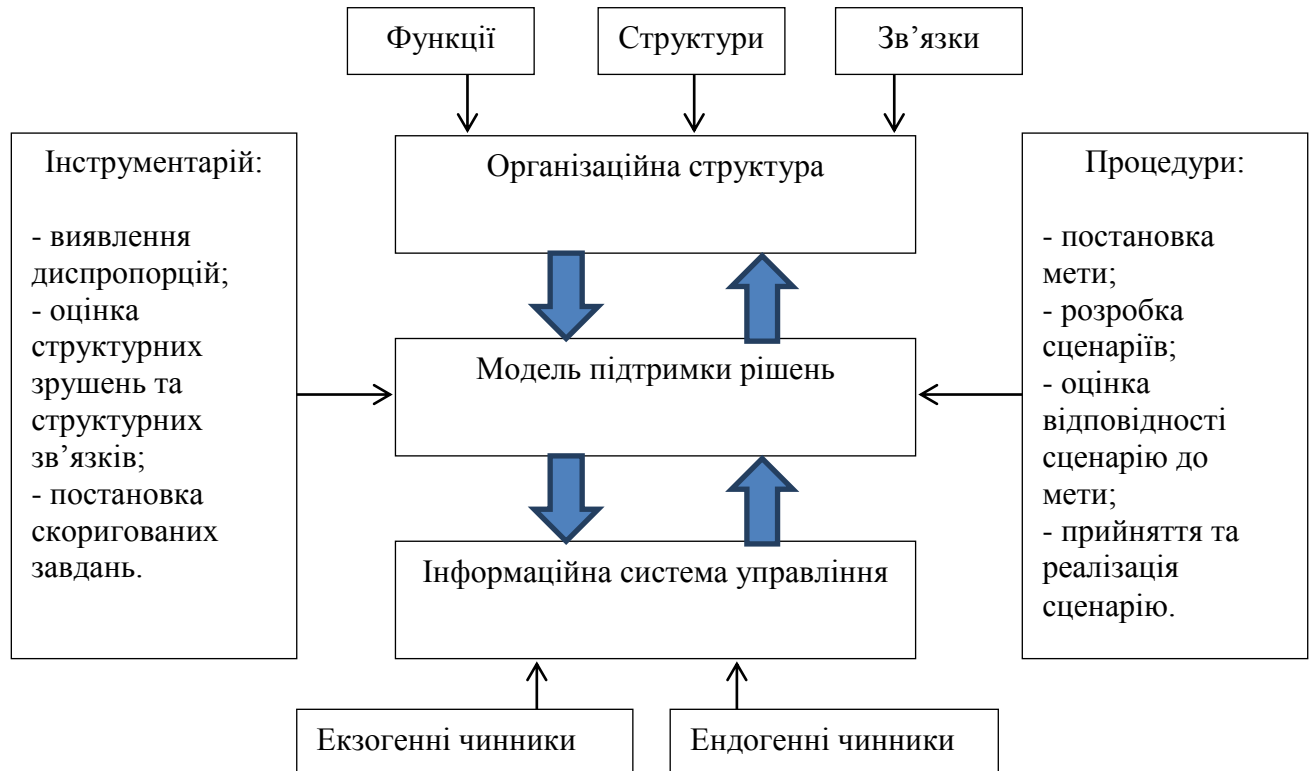 Функції
Структури
Зв’язки
Організаційна структура
Інструментарій:
- виявлення
диспропорцій;
- оцінка
структурних
зрушень та
структурних
зв’язків;
- постановка
скоригованих
завдань.
Модель підтримки рішень
Інформаційна система управління
Процедури:
- постановка
мети;
- розробка
сценаріїв;
- оцінка
відповідності
сценарію до
мети;
- прийняття та
реалізація
сценарію.
Екзогенні чинники
Ендогенні чинники